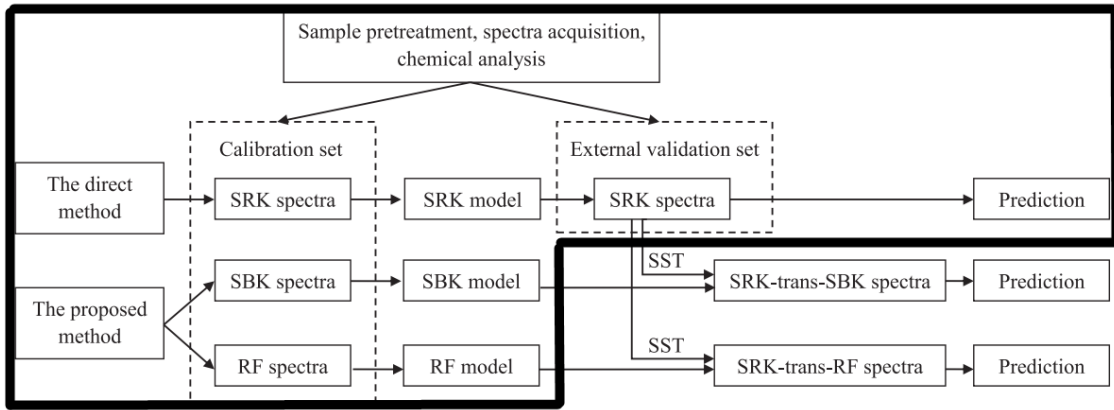 Sample pretreatment, spectra acquisition,
chemical analysis
Calibration set
External validation set
The direct
method
SRK spectra
SRK model
SRK spectra
Prediction
SST
The proposed
method
SBK spectra
SBK model
SRK-trans-SBK spectra
Prediction
SST
RF spectra
RF model
SRK-trans-RF spectra
Prediction